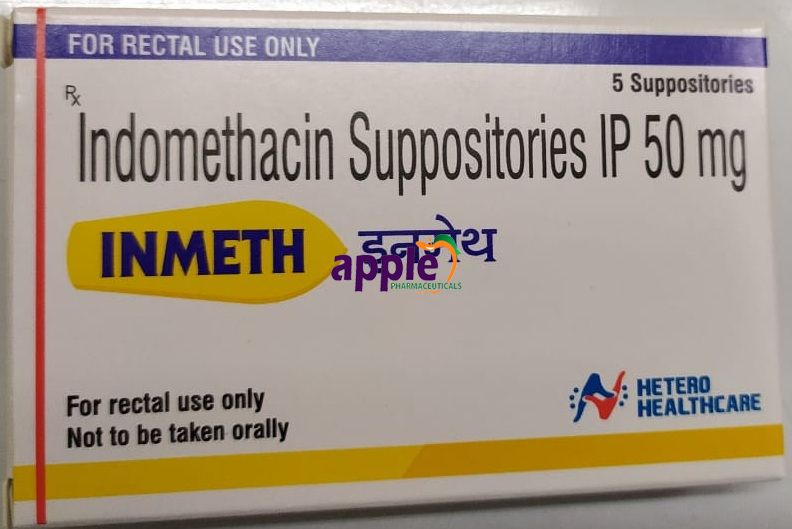 FOR RECTAL USE ONLY
5 Suppositories
Rx
Indomethacin Suppositories IP 50 mg
INMETH
इनमेथ
apple
PHARMACEUTICALS
For rectal use only
Not to be taken orally
HETERO
HEALTHCARE